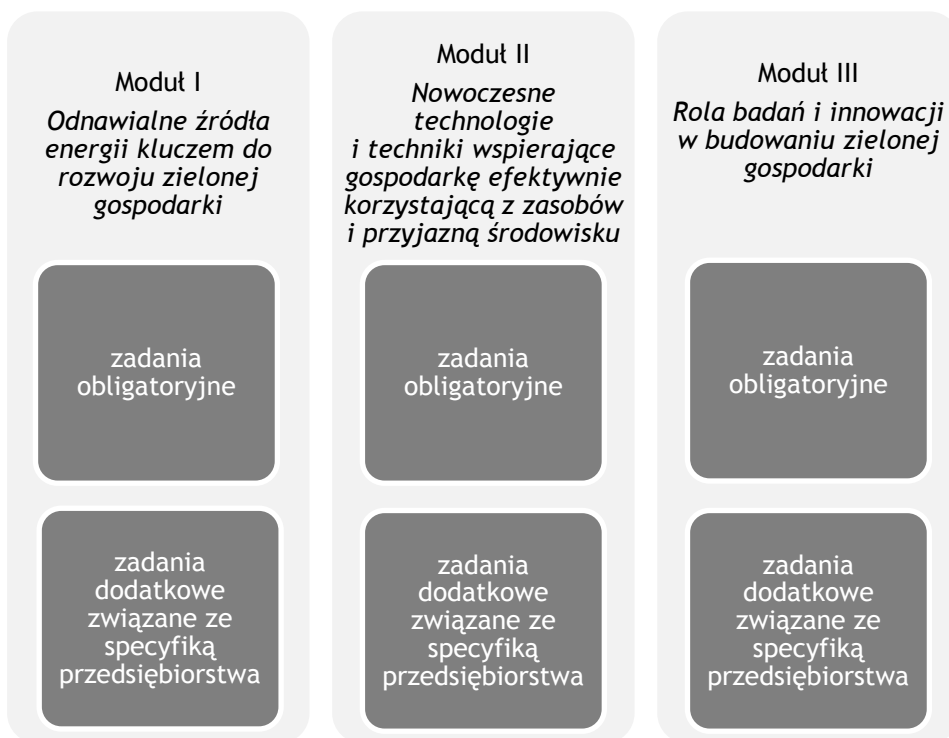 Moduł I
Odnawialne źródła
energii kluczem do
rozwoju zielonej
gospodarki
zadania
obligatoryjne
zadania
dodatkowe
związane ze
specyfiką
przedsiębiorstwa
Moduł II
Nowoczesne
technologie
i techniki wspierające
gospodarkę efektywnie
korzystającą z zasobów
i przyjazną środowisku
zadania
obligatoryjne
zadania
dodatkowe
związane ze
specyfiką
przedsiębiorstwa
Moduł III
Rola badań i innowacji
w budowaniu zielonej
gospodarki
zadania
obligatoryjne
zadania
dodatkowe
związane ze
specyfiką
przedsiębiorstwa